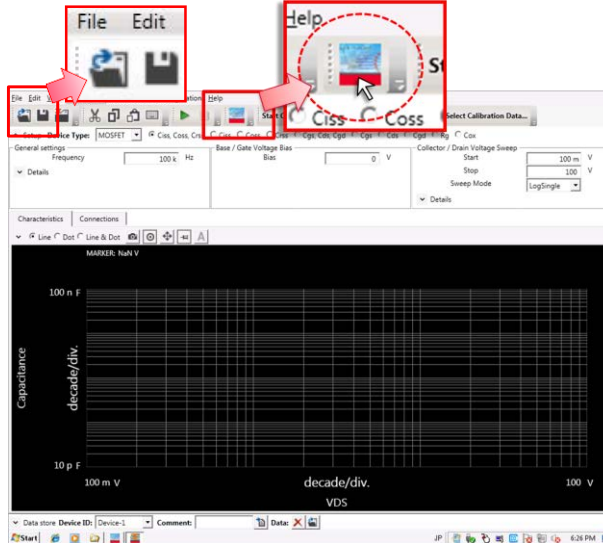 File Edit
Help
St
Ciss Coss
File Edit
Help
Select Calibration Data...
Device Type: MOSFET Ciss, Coss, Crs
Cgs, Cds, Cgd Cgs Cds Cgd Rg Cox
General settings
Frequency 100 k Hz
Details
Base / Gate Voltage Bias
Bias 0 V
Collector / Drain Voltage Sweep
Start 100 m V
Stop 100 V
Sweep Mode LogSingle
Details
Characteristics Connections
Line Dot Line & Dot A
MARKER: NaN V
100 n F
Capacitance
decade/div.
10 p F
100 m V decade/div. 100 V
VDS
Data store Device ID: Device-1 Comment: Data:
Start JP 6:26 PM